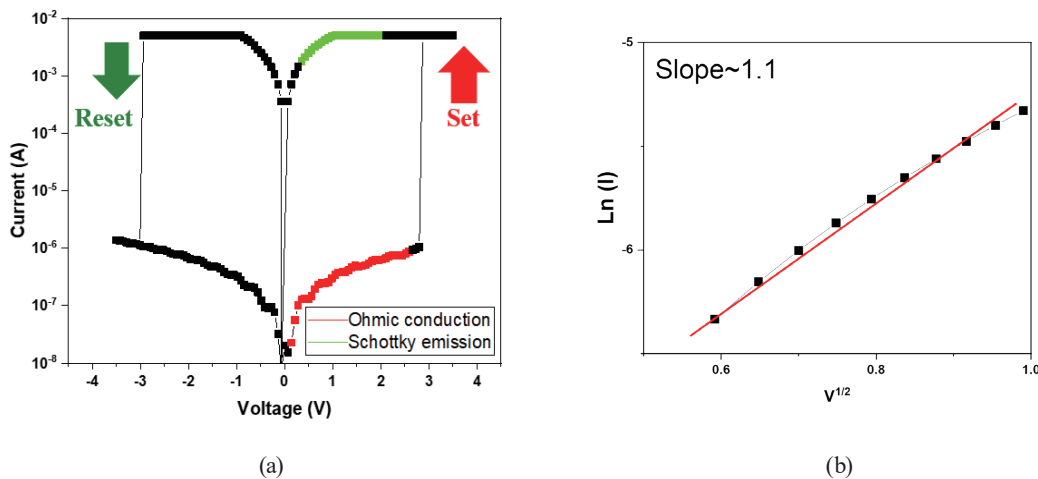 10⁻²
10⁻³
10⁻⁴
10⁻⁵
10⁻⁶
10⁻⁷
10⁻⁸
Current (A)
Reset
Set
Ohmic conduction
Schottky emission
-4 -3 -2 -1 0 1 2 3 4
Voltage (V)
(a)
Slope~1.1
-5
-6
Ln (I)
0.6 0.8 1.0
V^1/2
(b)